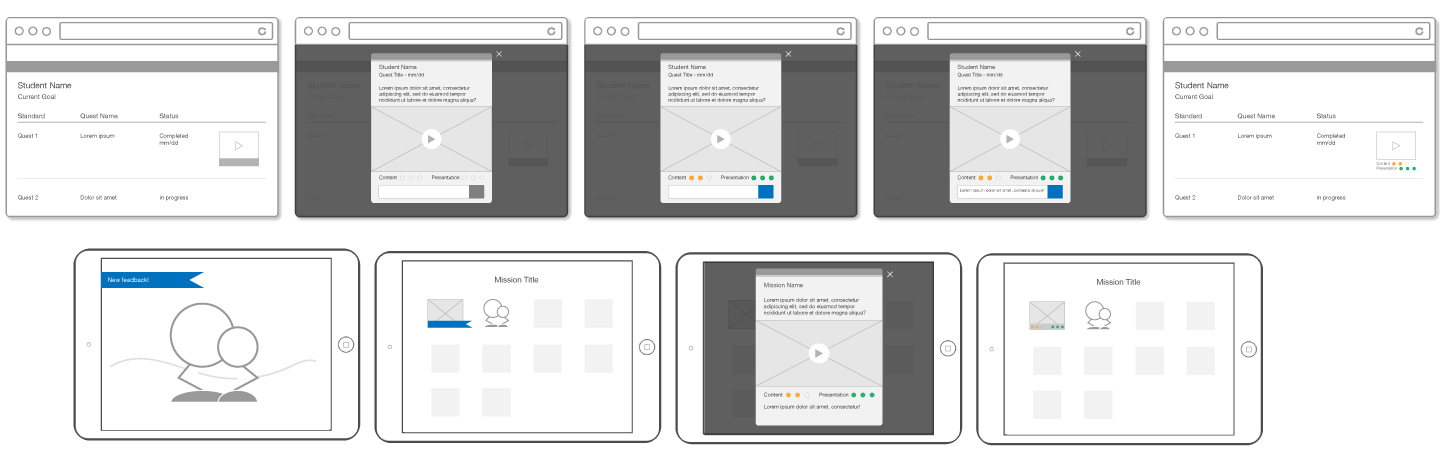 Student Name
Current Goal
Standard Quest Name Status
Quest 1 Lorem ipsum Completed
mm/dd
Quest 2 Dolor sit amet in progress
Student Name
Quest Title - mm/dd
Lorem ipsum dolor sit amet, consectetur
adipiscing elit, sed do eiusmod tempor
incididunt ut labore et dolore magna aliqua?
Content Presentation
Student Name
Quest Title - mm/dd
Lorem ipsum dolor sit amet, consectetur
adipiscing elit, sed do eiusmod tempor
incididunt ut labore et dolore magna aliqua?
Content Presentation
Student Name
Quest Title - mm/dd
Lorem ipsum dolor sit amet, consectetur
adipiscing elit, sed do eiusmod tempor
incididunt ut labore et dolore magna aliqua?
Content Presentation
Lorem ipsum dolor sit amet,
Student Name
Current Goal
Standard Quest Name Status
Quest 1 Lorem ipsum Completed
mm/dd
Content
Presentation
Quest 2 Dolor sit amet in progress
New feedback!
Mission Title
Mission Name
Lorem ipsum dolor sit amet, consectetur
adipiscing elit, sed do eiusmod tempor
incididunt ut labore et dolore magna aliqua?
Content Presentation
Lorem ipsum dolor sit amet, consectetur!
Mission Title